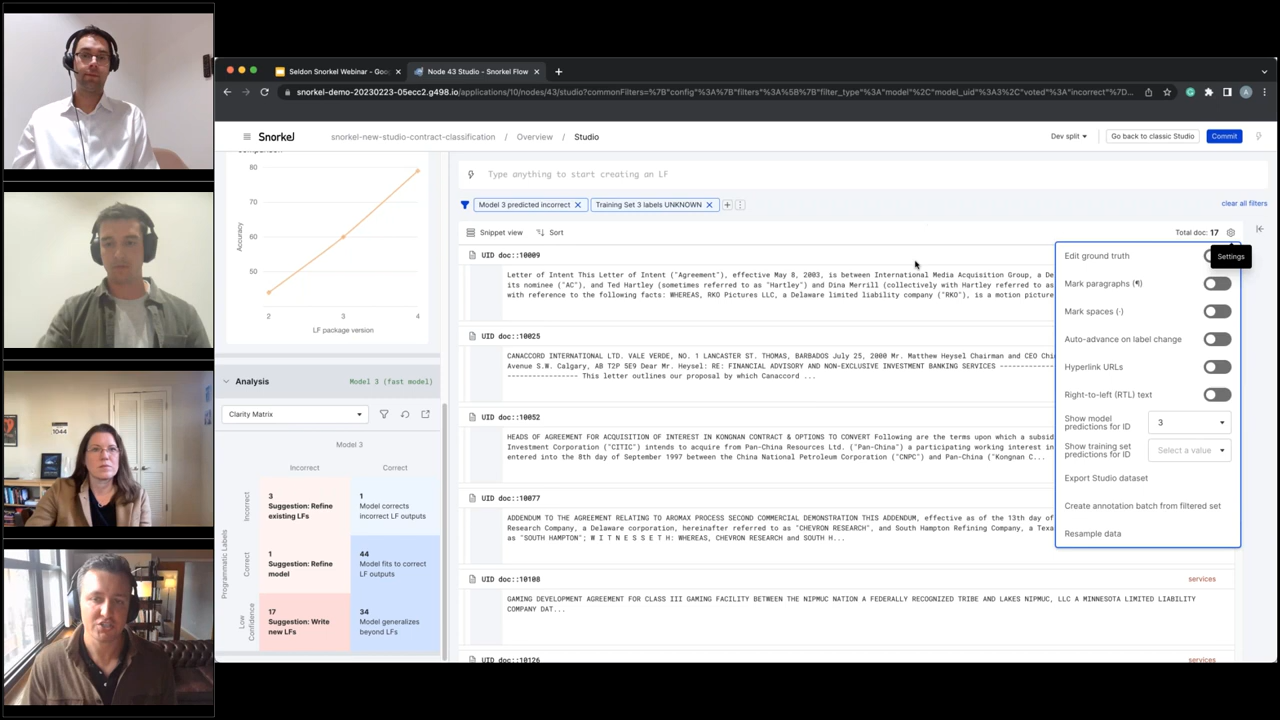 1044
Seldon Snorkel Webinar - Goo
Node 43 Studio - Snorkel Flow
snorkel-demo-20230223-05ecc2.g498.io/applications/10/nodes/43/studio?commonFilters=%7B"config"%3A%7B"filters"%3A%5B%7B"filter_type"%3A"model"%2C"model_uid"%3A3%2C"voted"%3A"incorrect"%7D...
A
Snorkel
snorkel-new-studio-contract-classification / Overview / Studio
Dev split
Go back to classic Studio
Commit
80
70
60
50
Accuracy
2 3 4
LF package version
Analysis
Model 3 (fast model)
Clarity Matrix
Model 3
Incorrect Correct
Programmatic Labels
Incorrect
3
Suggestion: Refine
existing LFs
1
Model corrects
incorrect LF outputs
Correct
1
Suggestion: Refine
model
44
Model fits to correct
LF outputs
Low
Confidence
17
Suggestion: Write
new LFs
34
Model generalizes
beyond LFs
Type anything to start creating an LF
Model 3 predicted incorrect
Training Set 3 labels UNKNOWN
clear all filters
Snippet view
Sort
Total doc: 17
UID doc::10009
Letter of Intent This Letter of Intent ("Agreement"), effective May 8, 2003, is between International Media Acquisition Group, a De
its nominee ("AC"), and Ted Hartley (sometimes referred to as "Hartley") and Dina Merrill (collectively with Hartley referred to as
with reference to the following facts: WHEREAS, RKO Pictures LLC, a Delaware limited liability company ("RKO"), is a motion picture
UID doc::10025
CANACCORD INTERNATIONAL LTD. VALE VERDE, NO. 1 LANCASTER ST. THOMAS, BARBADOS July 25, 2000 Mr. Matthew Heysel Chairman and CEO Chi
Avenue S.W. Calgary, AB T2P 5E9 Dear Mr. Heysel: RE: FINANCIAL ADVISORY AND NON-EXCLUSIVE INVESTMENT BANKING SERVICES -------
---------------- This letter outlines our proposal by which Canaccord ...
UID doc::10052
HEADS OF AGREEMENT FOR ACQUISITION OF INTEREST IN KONGNAN CONTRACT & OPTIONS TO CONVERT Following are the terms upon which a subsid
Investment Corporation ("CITIC") intends to acquire from Pan-China Resources Ltd. ("Pan-China") a participating working interest in
entered into the 8th day of September 1997 between the China National Petroleum Corporation ("CNPC") and Pan-China ("Kongnan C...
UID doc::10077
ADDENDUM TO THE AGREEMENT RELATING TO AROMAX PROCESS SECOND COMMERCIAL DEMONSTRATION THIS ADDENDUM, effective as of the 13th day of
Research Company, a Delaware corporation, hereinafter referred to as "CHEVRON RESEARCH", and South Hampton Refining Company, a Texa
as "SOUTH HAMPTON"; W I T N E S S E T H: WHEREAS, CHEVRON RESEARCH and SOUTH H...
UID doc::10108
services
GAMING DEVELOPMENT AGREEMENT FOR CLASS III GAMING FACILITY BETWEEN THE NIPMUC NATION A FEDERALLY RECOGNIZED TRIBE AND LAKES NIPMUC, LLC A MINNESOTA LIMITED LIABILITY
COMPANY DAT...
UID doc::10126
services
Edit ground truth
Settings
Mark paragraphs (¶)
Mark spaces (·)
Auto-advance on label change
Hyperlink URLs
Right-to-left (RTL) text
Show model
predictions for ID
3
Show training set
predictions for ID
Select a value
Export Studio dataset
Create annotation batch from filtered set
Resample data